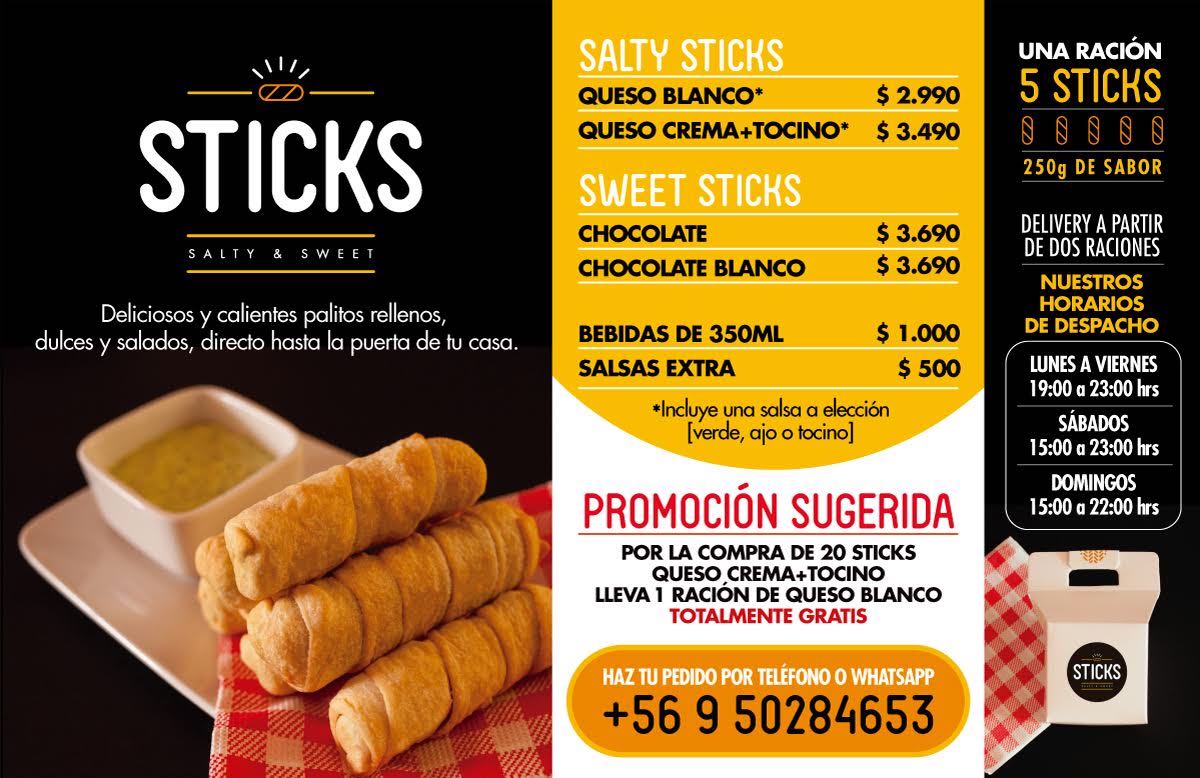 STICKS
SALTY & SWEET
Deliciosos y calientes palitos rellenos,
dulces y salados, directo hasta la puerta de tu casa.
SALTY STICKS
QUESO BLANCO* $ 2.990
QUESO CREMA+TOCINO* $ 3.490
SWEET STICKS
CHOCOLATE $ 3.690
CHOCOLATE BLANCO $ 3.690
BEBIDAS DE 350ML $ 1.000
SALSAS EXTRA $ 500
*Incluye una salsa a elección
[verde, ajo o tocino]
PROMOCIÓN SUGERIDA
POR LA COMPRA DE 20 STICKS
QUESO CREMA+TOCINO
LLEVA 1 RACIÓN DE QUESO BLANCO
TOTALMENTE GRATIS
HAZ TU PEDIDO POR TELÉFONO O WHATSAPP
+56 9 50284653
UNA RACIÓN
5 STICKS
250g DE SABOR
DELIVERY A PARTIR
DE DOS RACIONES
NUESTROS
HORARIOS
DE DESPACHO
LUNES A VIERNES
19:00 a 23:00 hrs
SÁBADOS
15:00 a 23:00 hrs
DOMINGOS
15:00 a 22:00 hrs
STICKS
SALTY & SWEET